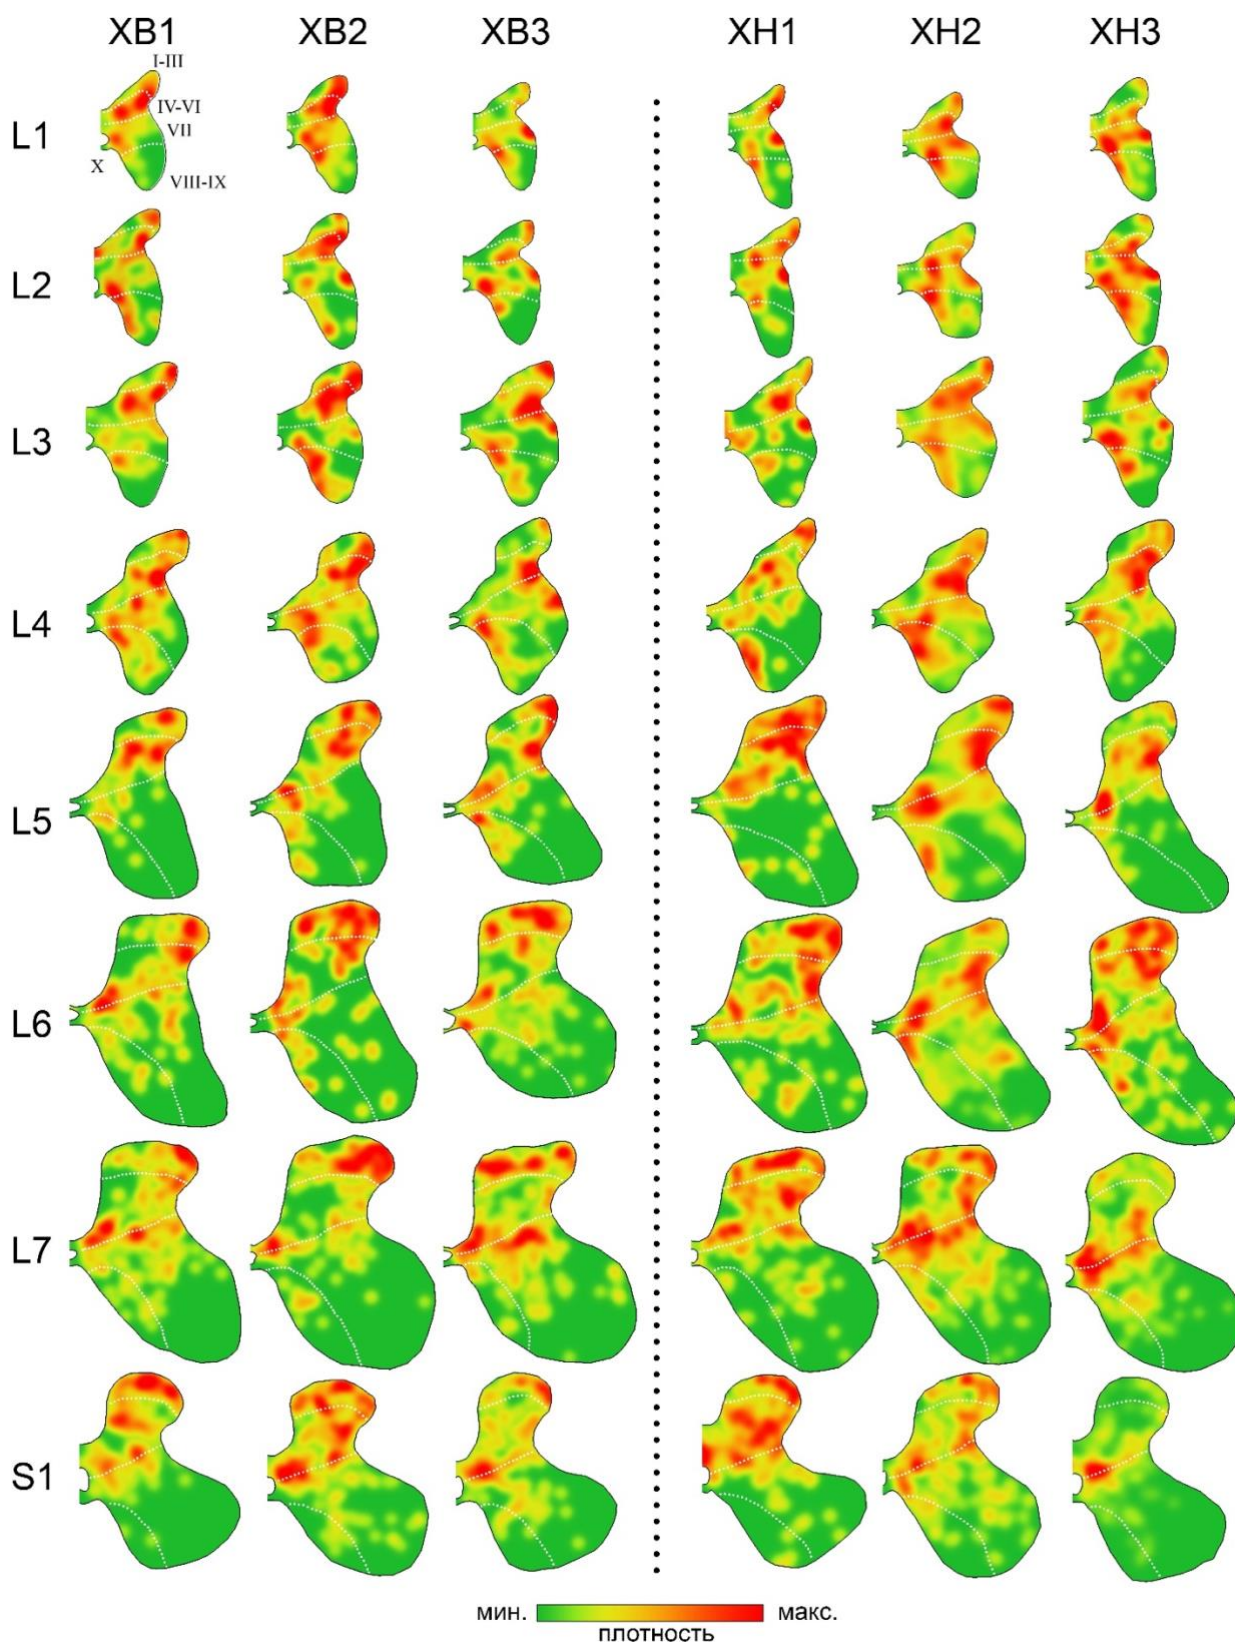 ХВ1 ХВ2 ХВ3 ХН1 ХН2 ХН3
I-III
IV-VI
L1
VII
X
VIII-IX
L2
L3
L4
L5
L6
L7
S1
мин. макс.
плотность